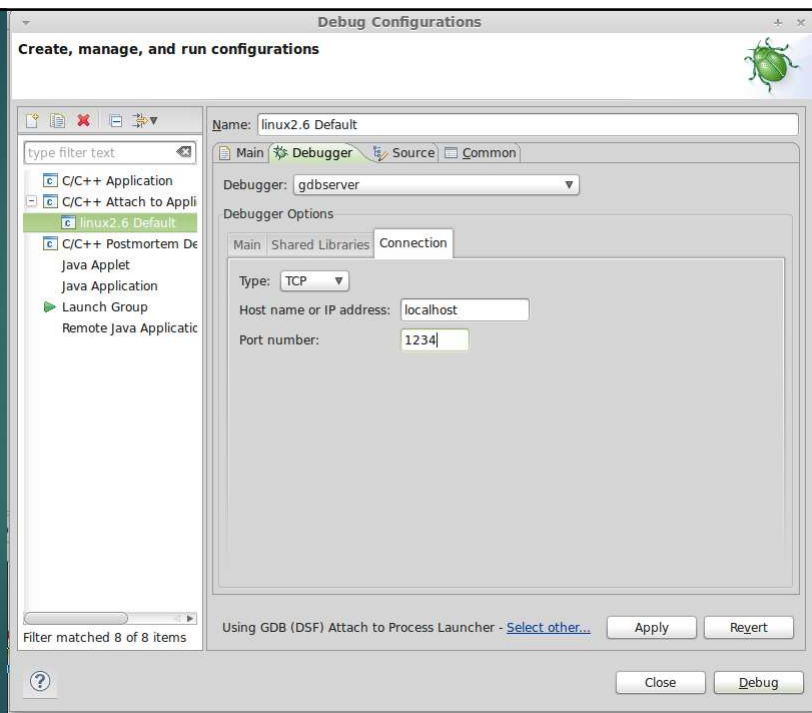 Debug Configurations
Create, manage, and run configurations
type filter text
C/C++ Application
C/C++ Attach to Appli
linux2.6 Default
C/C++ Postmortem De
Java Applet
Java Application
Launch Group
Remote Java Applicatic
Filter matched 8 of 8 items
Name: linux2.6 Default
Main Debugger Source Common
Debugger: gdbserver
Debugger Options
Main Shared Libraries Connection
Type: TCP
Host name or IP address: localhost
Port number: 1234
Using GDB (DSF) Attach to Process Launcher - Select other...
Apply Revert
? Close Debug